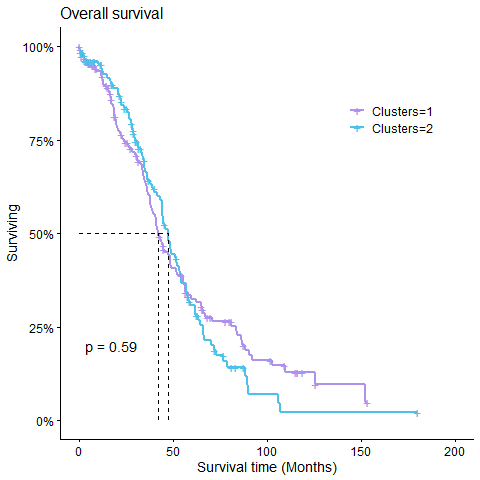 Overall survival
100%
Clusters=1
Clusters=2
75%
Surviving
50%
25%
p = 0.59
0%
0 50 100 150 200
Survival time (Months)